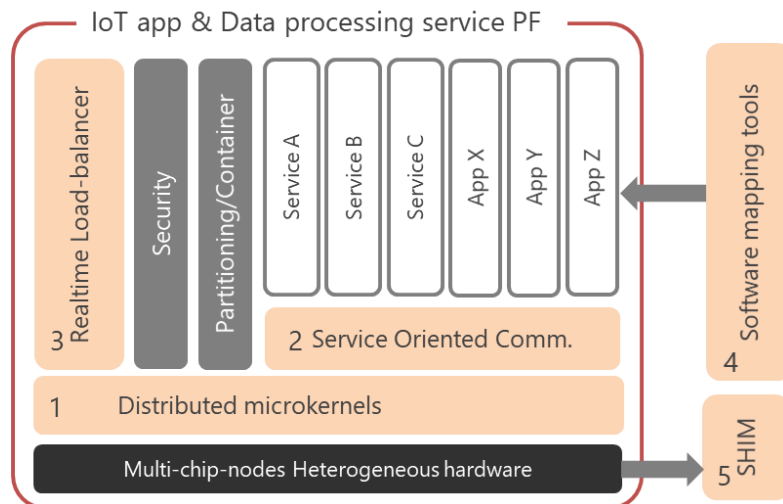 IoT app & Data processing service PF
3 Realtime Load-balancer
Security
Partitioning/Container
Service A
Service B
Service C
App X
App Y
App Z
2 Service Oriented Comm.
1 Distributed microkernels
Multi-chip-nodes Heterogeneous hardware
4 Software mapping tools
5 SHIM